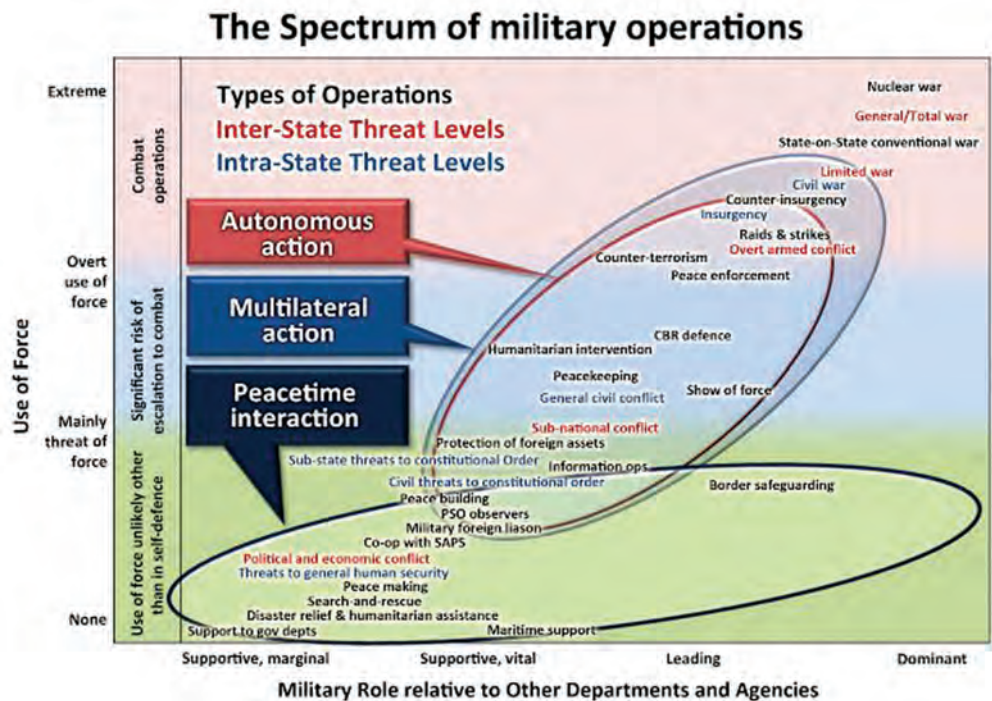 The Spectrum of military operations
Extreme
Overt
use of
force
Mainly
threat of
force
None
Use of Force
Combat
operations
Significant risk of
escalation to combat
Use of force unlikely other
than in self-defence
Types of Operations
Inter-State Threat Levels
Intra-State Threat Levels
Autonomous
action
Multilateral
action
Peacetime
interaction
Nuclear war
General/Total war
State-on-State conventional war
Limited war
Civil war
Counter-insurgency
Insurgency
Raids & strikes
Overt armed conflict
Counter-terrorism
Peace enforcement
CBR defence
Humanitarian intervention
Peacekeeping
Show of force
General civil conflict
Sub-national conflict
Protection of foreign assets
Sub-state threats to constitutional Order
Information ops
Civil threats to constitutional order
Border safeguarding
Peace building
PSO observers
Military foreign liason
Co-op with SAPS
Political and economic conflict
Threats to general human security
Peace making
Search-and-rescue
Disaster relief & humanitarian assistance
Support to gov depts
Maritime support
Supportive, marginal
Supportive, vital
Leading
Dominant
Military Role relative to Other Departments and Agencies